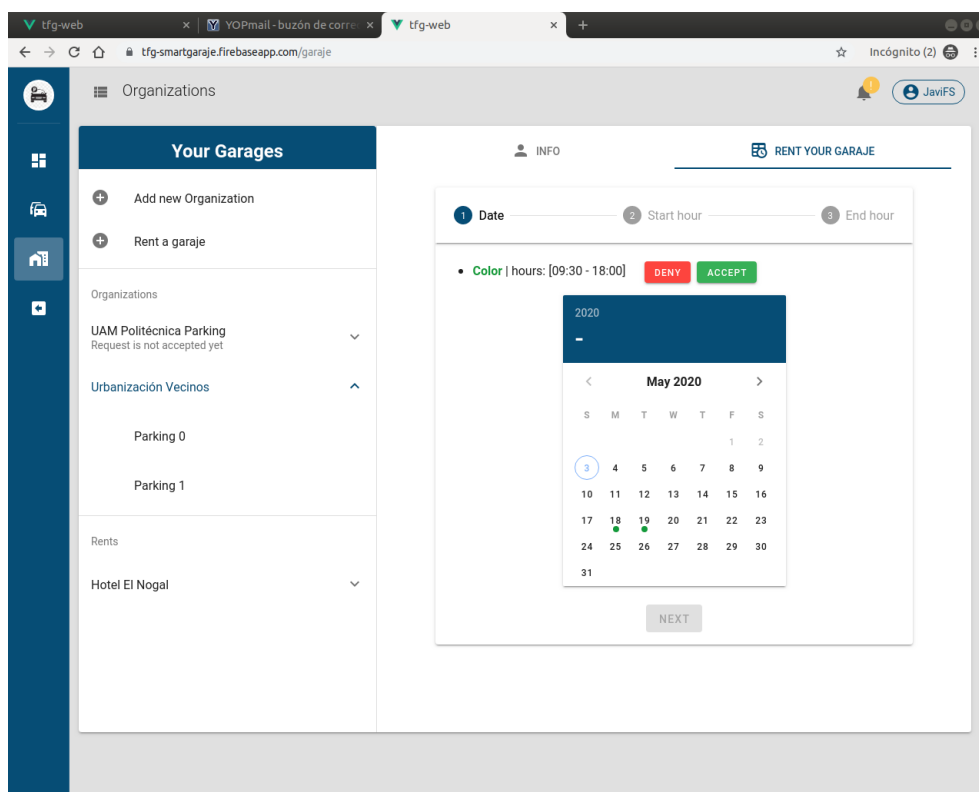 tfg-web
YOPmail - buzón de corre
tfg-web
tfg-smartgaraje.firebaseapp.com/garaje
Incógnito (2)
Organizations
1
JaviFS
Your Garages
INFO
RENT YOUR GARAJE
Add new Organization
Rent a garaje
1 Date
2 Start hour
3 End hour
Color | hours: [09:30 - 18:00]
DENY
ACCEPT
Organizations
UAM Politécnica Parking
Request is not accepted yet
Urbanización Vecinos
Parking 0
Parking 1
Rents
Hotel El Nogal
2020
-
May 2020
S M T W T F S
1 2
3 4 5 6 7 8 9
10 11 12 13 14 15 16
17 18 19 20 21 22 23
24 25 26 27 28 29 30
31
NEXT